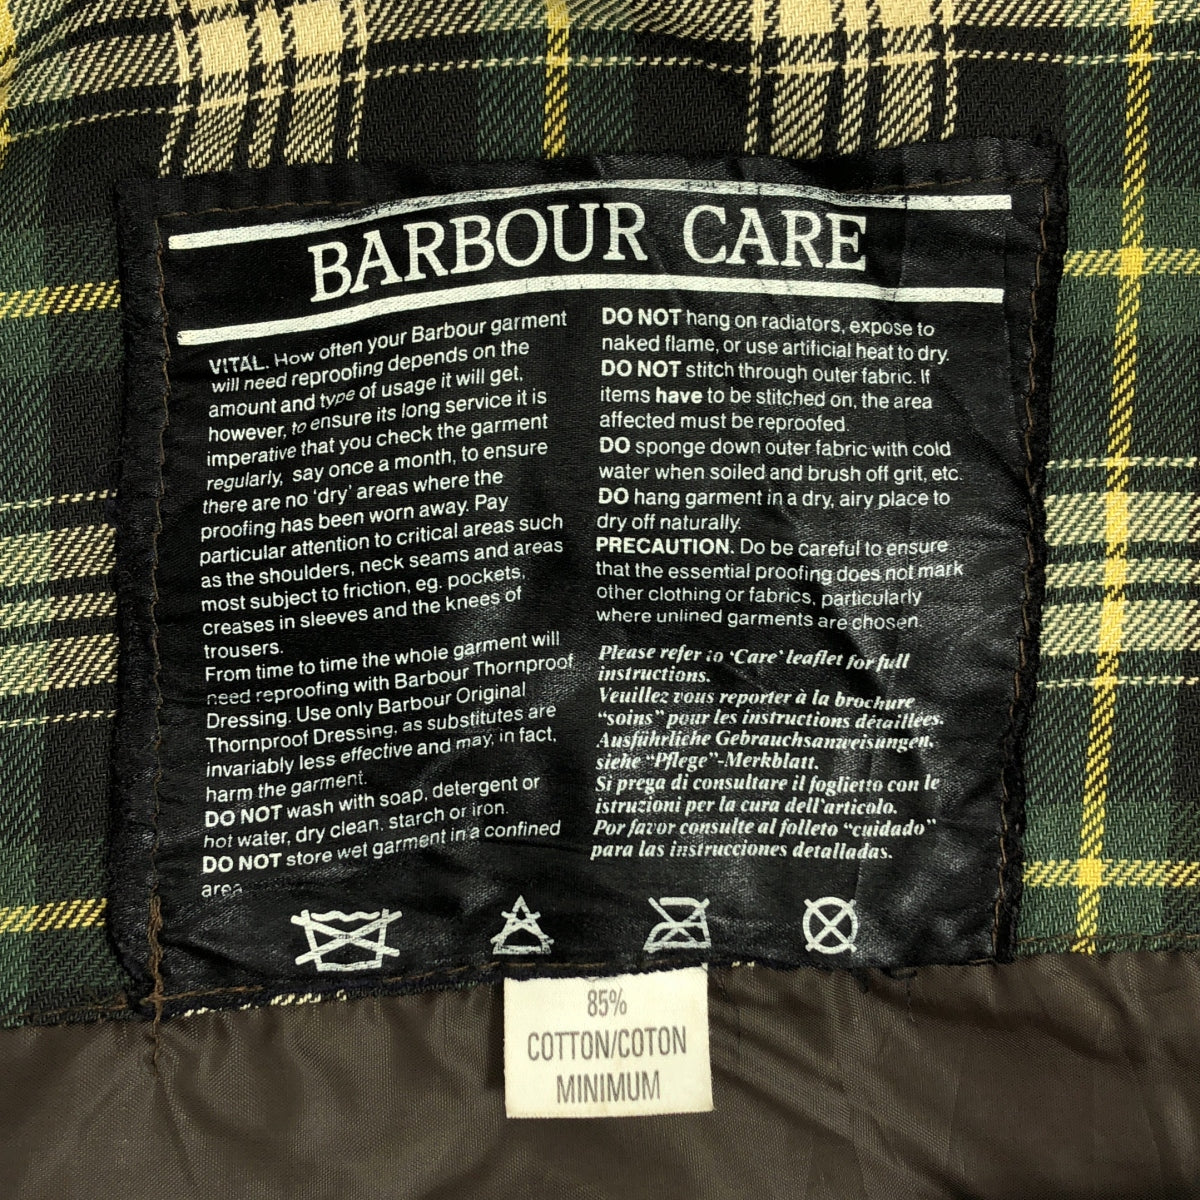 BARBOUR CARE
VITAL. How often your Barbour garment
will need reproofing depends on the
amount and type of usage it will get,
however, to ensure its long service it is
imperative that you check the garment
regularly, say once a month, to ensure
there are no 'dry' areas where the
proofing has been worn away. Pay
particular attention to critical areas such
as the shoulders, neck seams and areas
most subject to friction, eg. pockets,
creases in sleeves and the knees of
trousers.
From time to time the whole garment will
need reproofing with Barbour Thornproof
Dressing. Use only Barbour Original
Thornproof Dressing, as substitutes are
invariably less effective and may, in fact,
harm the garment.
DO NOT wash with soap, detergent or
hot water, dry clean, starch or iron.
DO NOT store wet garment in a confined
area
DO NOT hang on radiators, expose to
naked flame, or use artificial heat to dry.
DO NOT stitch through outer fabric. If
items have to be stitched on, the area
affected must be reproofed.
DO sponge down outer fabric with cold
water when soiled and brush off grit, etc.
DO hang garment in a dry, airy place to
dry off naturally.
PRECAUTION. Do be careful to ensure
that the essential proofing does not mark
other clothing or fabrics, particularly
where unlined garments are chosen.
Please refer to 'Care' leaflet for full
instructions.
Veuillez vous reporter à la brochure
"soins" pour les instructions détaillées.
Ausführliche Gebrauchsanweisungen,
siehe "Pflege"-Merkblatt.
Si prega di consultare il foglietto con le
istruzioni per la cura dell'articolo.
Por favor consulte al folleto "cuidado"
para las instrucciones detalladas.
85%
COTTON/COTON
MINIMUM